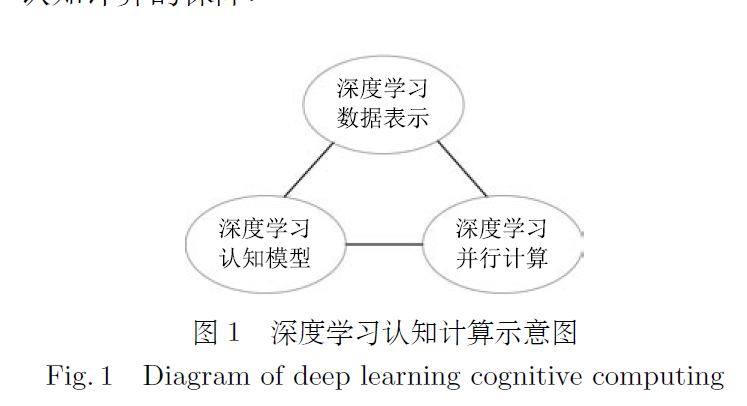 深度学习
数据表示
深度学习
认知模型
深度学习
并行计算
图 1 深度学习认知计算示意图
Fig. 1 Diagram of deep learning cognitive computing